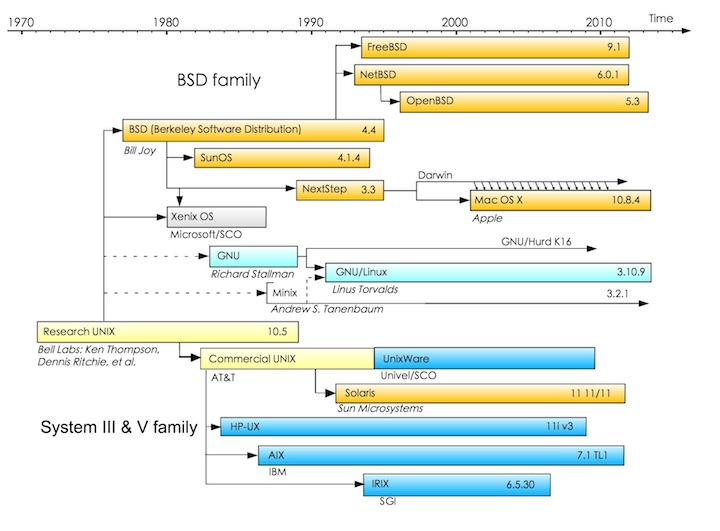 1970 1980 1990 2000 2010 Time
FreeBSD 9.1
BSD family
NetBSD 6.0.1
OpenBSD 5.3
BSD (Berkeley Software Distribution) 4.4
Bill Joy
SunOS 4.1.4
Darwin
NextStep 3.3
Mac OS X 10.8.4
Xenix OS
Apple
Microsoft/SCO
GNU/Hurd K16
GNU
Richard Stallman
GNU/Linux 3.10.9
Linus Torvalds
Minix 3.2.1
Andrew S. Tanenbaum
Research UNIX 10.5
Bell Labs: Ken Thompson,
Dennis Ritchie, et al.
Commercial UNIX UnixWare
AT&T Univel/SCO
Solaris 11 11/11
Sun Microsystems
System III & V family
HP-UX 11i v3
AIX 7.1 TL1
IBM
IRIX 6.5.30
SGI